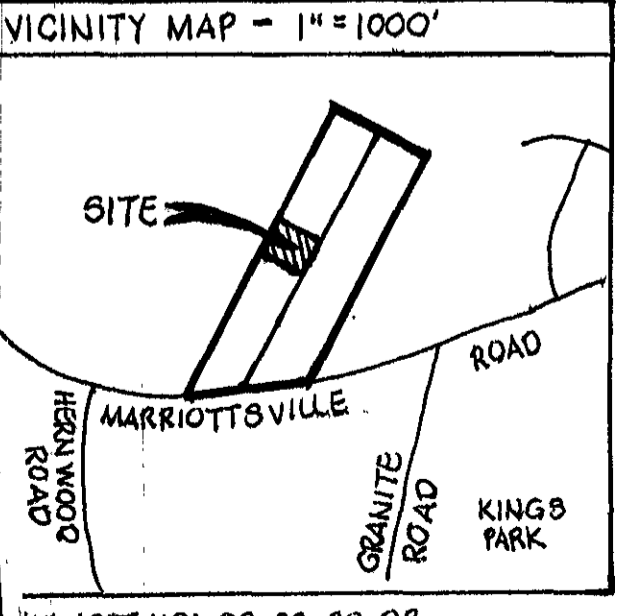 VICINITY MAP - 1" = 1000'
SITE
ROAD
MARRIOTTSVILLE
HERNWOOD
ROAD
GRANITE
ROAD
KINGS
PARK